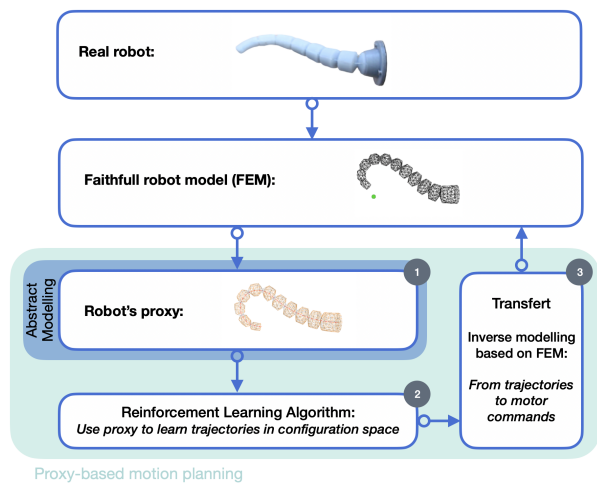 Real robot:
Faithfull robot model (FEM):
Abstract
Modelling
1
Robot's proxy:
2
Reinforcement Learning Algorithm:
Use proxy to learn trajectories in configuration space
3
Transfert
Inverse modelling
based on FEM:
From trajectories
to motor
commands
Proxy-based motion planning